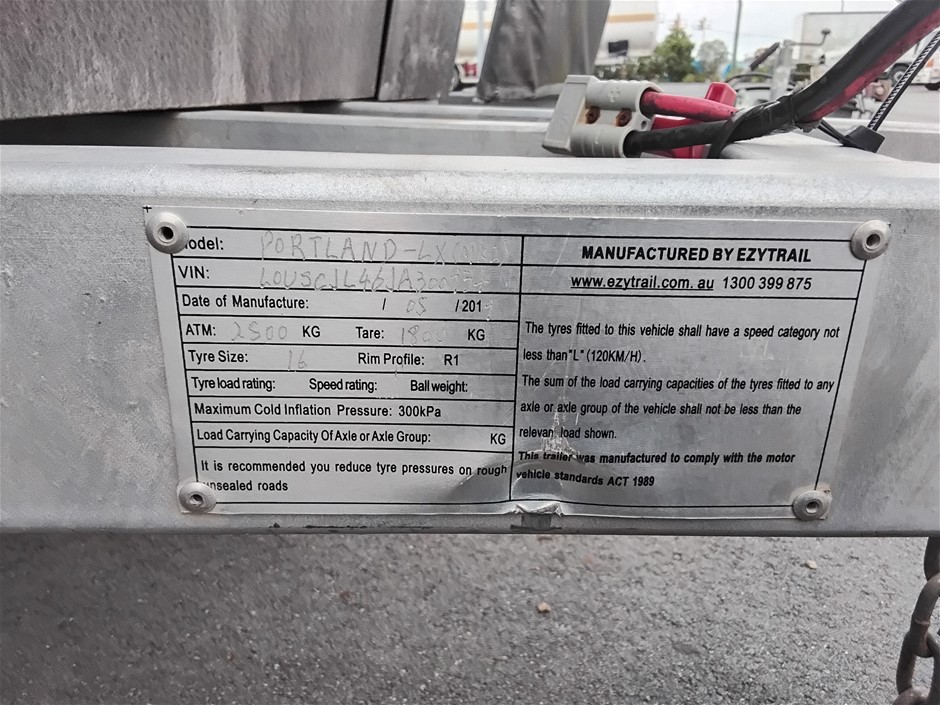 Model: PORTLAND-LX
VIN:
Date of Manufacture: / 05 /201
ATM: 2500 KG Tare: 1800 KG
Tyre Size: 16 Rim Profile: R1
Tyre load rating: Speed rating: Ball weight:
Maximum Cold Inflation Pressure: 300kPa
Load Carrying Capacity Of Axle or Axle Group: KG
It is recommended you reduce tyre pressures on rough
unsealed roads
MANUFACTURED BY EZYTRAIL
www.ezytrail.com. au 1300 399 875
The tyres fitted to this vehicle shall have a speed category not
less than"L" (120KM/H).
The sum of the load carrying capacities of the tyres fitted to any
axle or axle group of the vehicle shall not be less than the
relevant load shown.
This trailer was manufactured to comply with the motor
vehicle standards ACT 1989